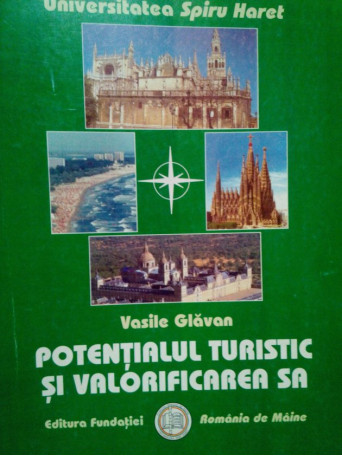 Universitatea Spiru Haret
Vasile Glăvan
POTENȚIALUL TURISTIC
ȘI VALORIFICAREA SA
Editura Fundației România de Mâine